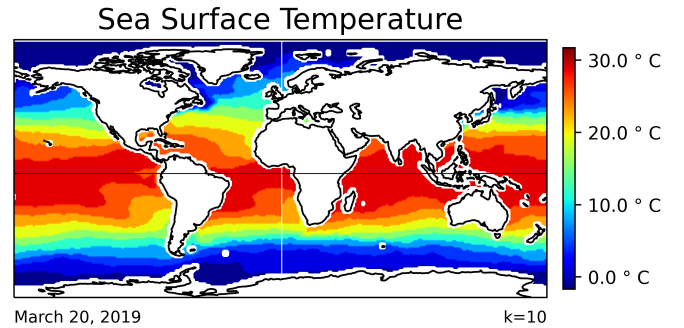 Sea Surface Temperature
30.0 ° C
20.0 ° C
10.0 ° C
0.0 ° C
March 20, 2019
k=10